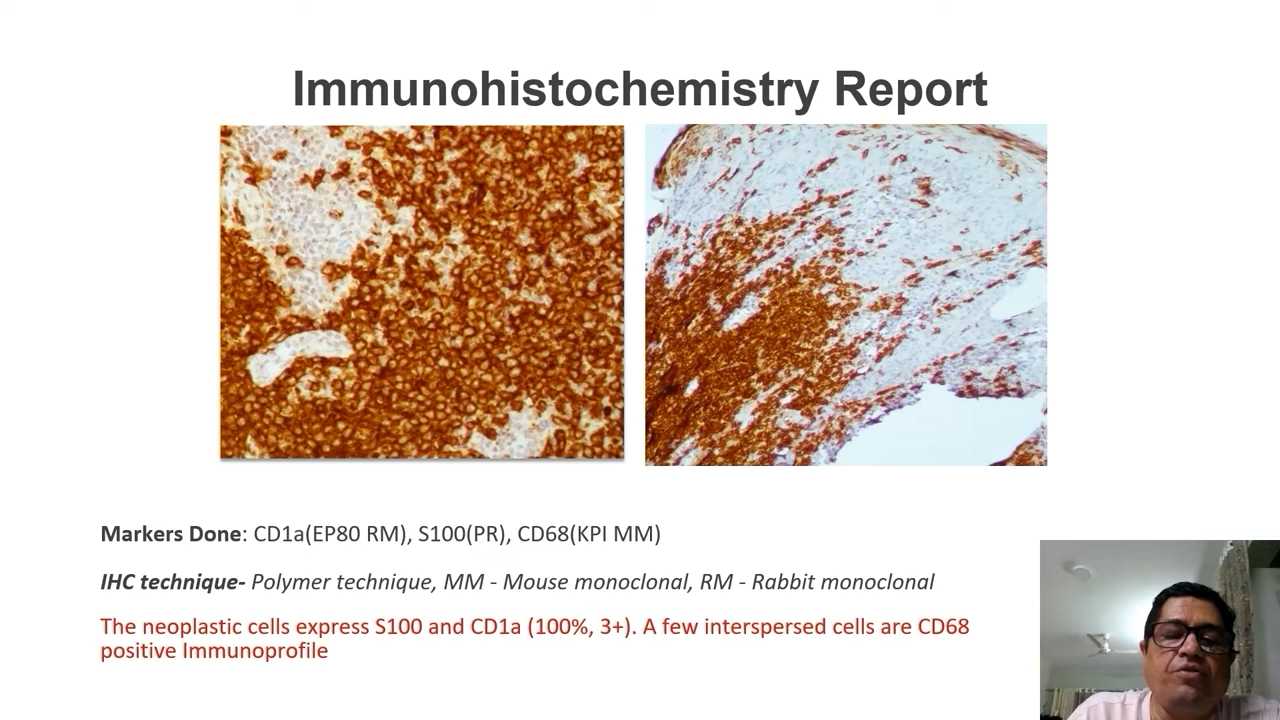 Immunohistochemistry Report
Markers Done: CD1a(EP80 RM), S100(PR), CD68(KPI MM)
IHC technique- Polymer technique, MM - Mouse monoclonal, RM - Rabbit monoclonal
The neoplastic cells express S100 and CD1a (100%, 3+). A few interspersed cells are CD68
positive Immunoprofile